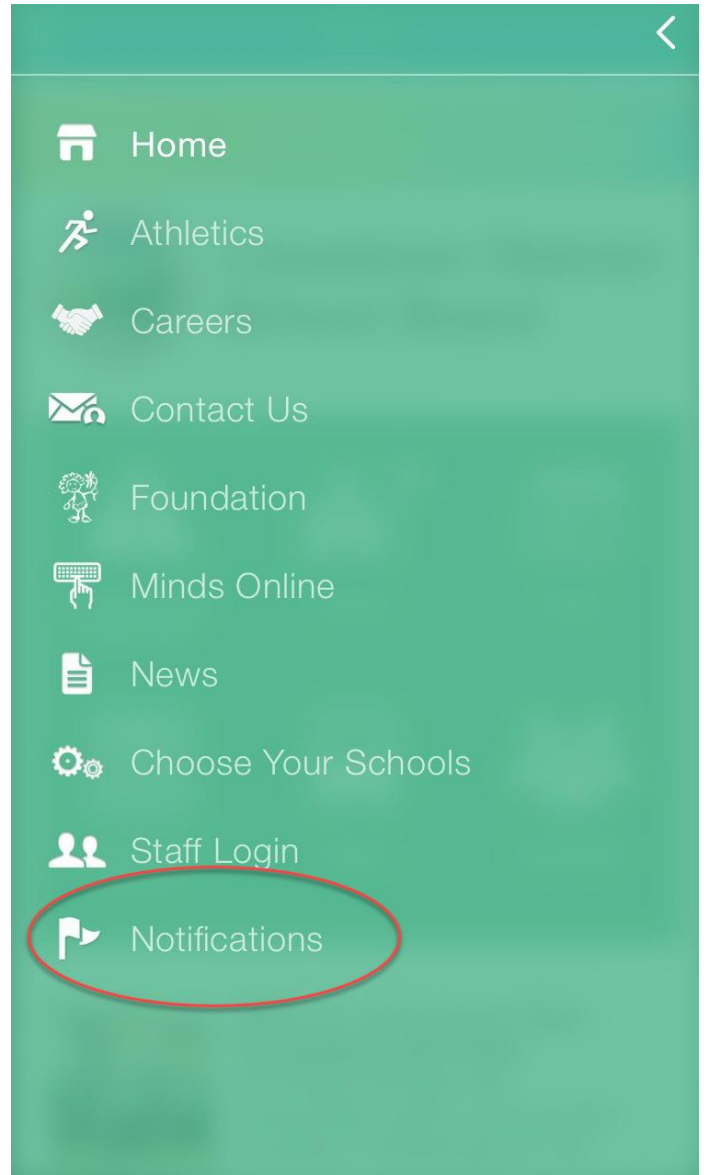 Home
Athletics
Careers
Contact Us
Foundation
Minds Online
News
Choose Your Schools
Staff Login
Notifications